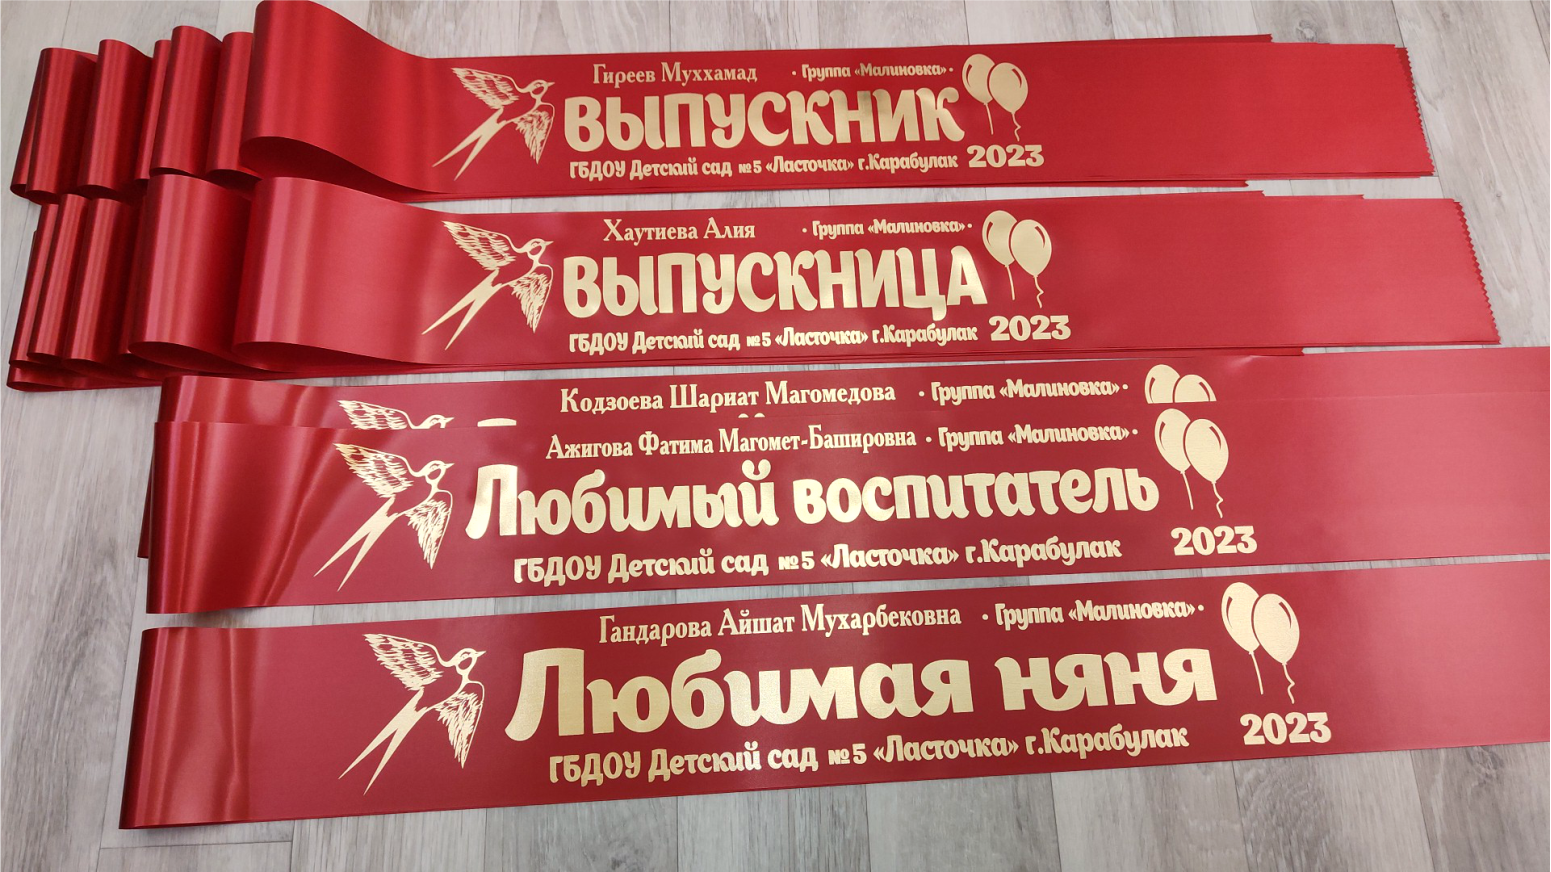 Гиреев Муххамад · Группа «Малиновка» ·
ВЫПУСКНИК
ГБДОУ Детский сад №5 «Ласточка» г.Карабулак 2023
Хаутиева Алия · Группа «Малиновка» ·
ВЫПУСКНИЦА
ГБДОУ Детский сад №5 «Ласточка» г.Карабулак 2023
Кодзоева Шариат Магомедова · Группа «Малиновка» ·
Ажигова Фатима Магомет-Башировна · Группа «Малиновка» ·
Любимый воспитатель
ГБДОУ Детский сад №5 «Ласточка» г.Карабулак 2023
Гандарова Айшат Мухарбековна · Группа «Малиновка» ·
Любимая няня
ГБДОУ Детский сад №5 «Ласточка» г.Карабулак 2023